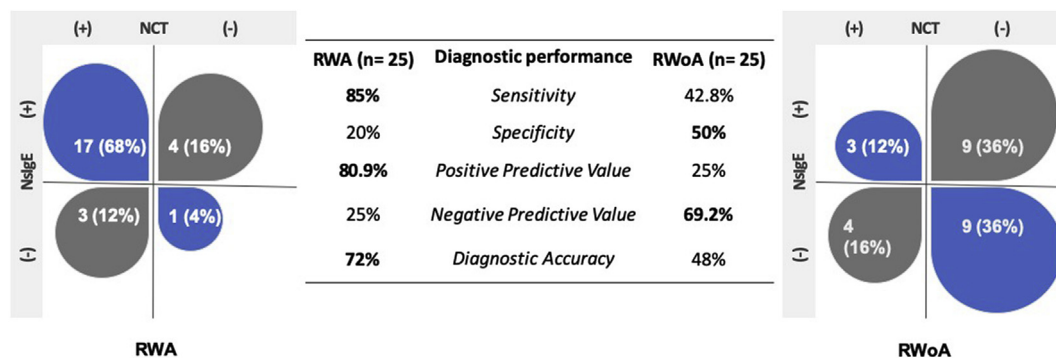 (+) NCT (-)
NsIgE
(+)
(-)
17 (68%) 4 (16%)
3 (12%) 1 (4%)
RWA
RWA (n= 25) Diagnostic performance RWoA (n= 25)
85% Sensitivity 42.8%
20% Specificity 50%
80.9% Positive Predictive Value 25%
25% Negative Predictive Value 69.2%
72% Diagnostic Accuracy 48%
(+) NCT (-)
NsIgE
(+)
(-)
3 (12%) 9 (36%)
4
(16%)
9 (36%)
RWoA